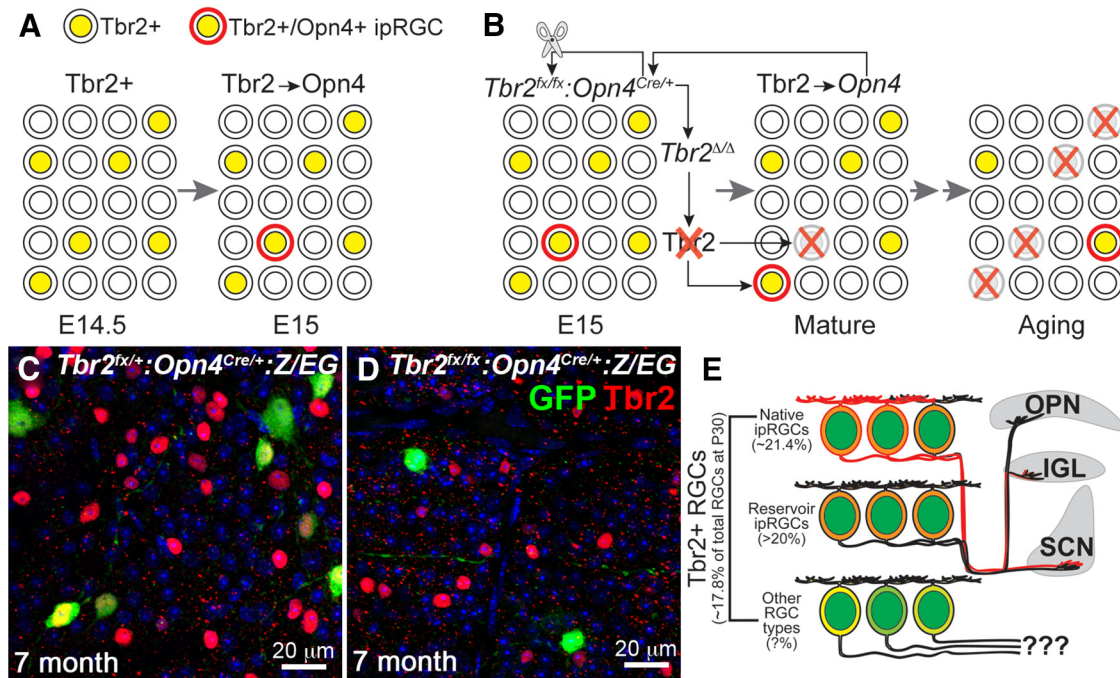 A
Tbr2+
Tbr2+/Opn4+ ipRGC
Tbr2+
Tbr2→Opn4
E14.5
E15
B
Tbr2fx/fx:Opn4Cre/+
Tbr2→Opn4
Tbr2Δ/Δ
Tbr2
E15
Mature
Aging
C
Tbr2fx/+:Opn4Cre/+:Z/EG
7 month
20 μm
D
Tbr2fx/fx:Opn4Cre/+:Z/EG
GFP Tbr2
7 month
20 μm
E
Tbr2+ RGCs
(~17.8% of total RGCs at P30)
Native
ipRGCs
(~21.4%)
Reservoir
ipRGCs
(>20%)
Other
RGC
types
(?%)
OPN
IGL
SCN
???